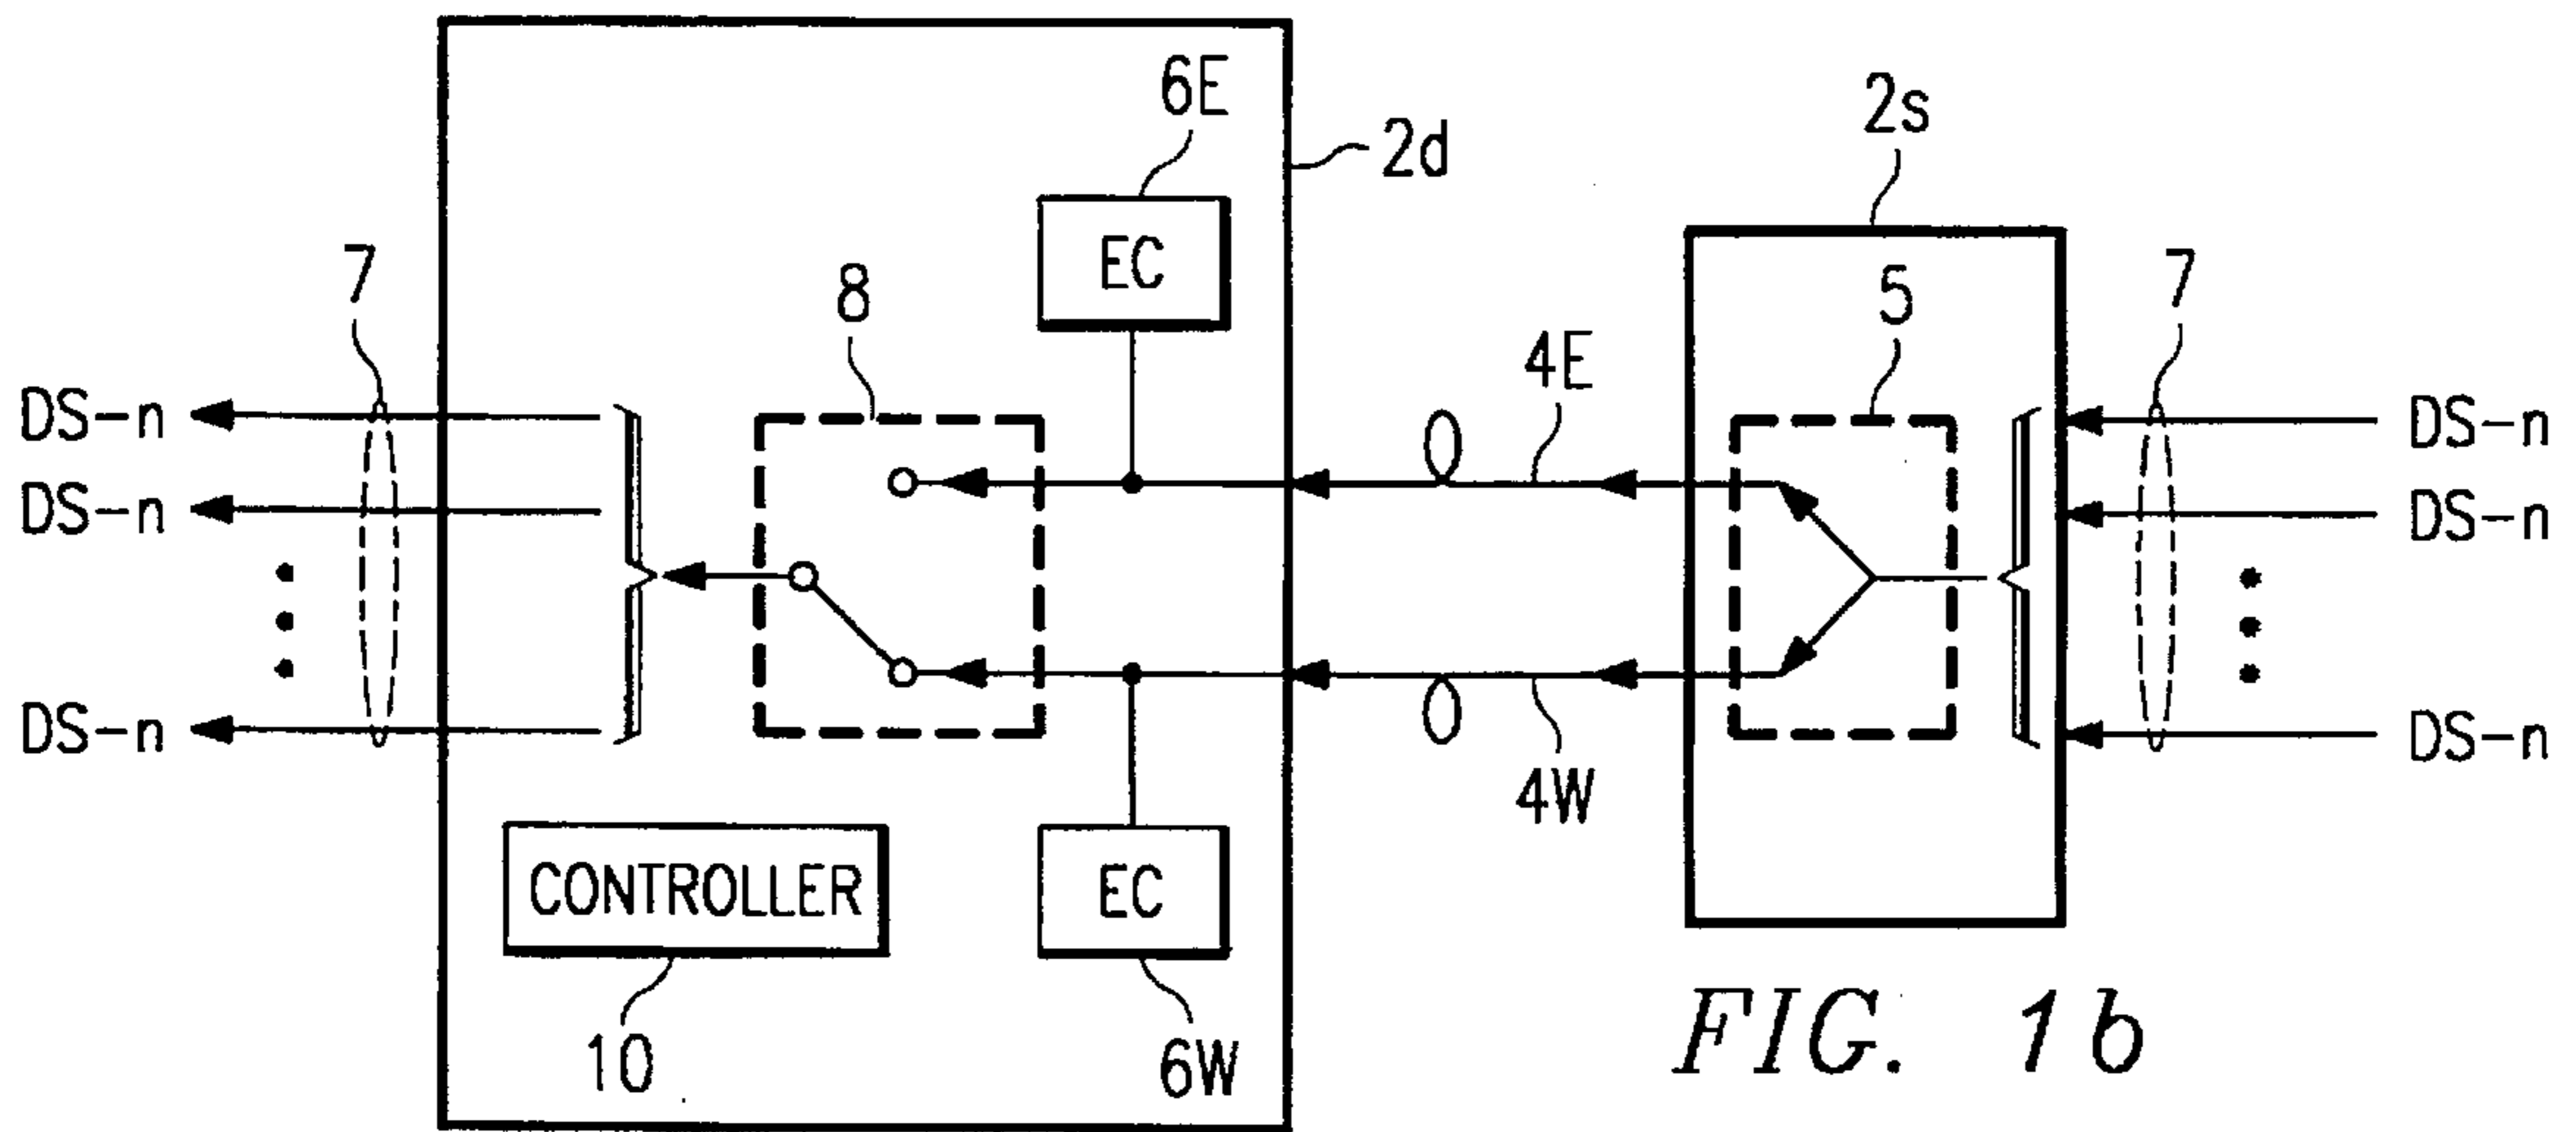 6E
2d
2s
EC
7
8
4E
5
7
DS-n
DS-n
DS-n
DS-n
DS-n
DS-n
4W
CONTROLLER
EC
10
6W
FIG. 1b